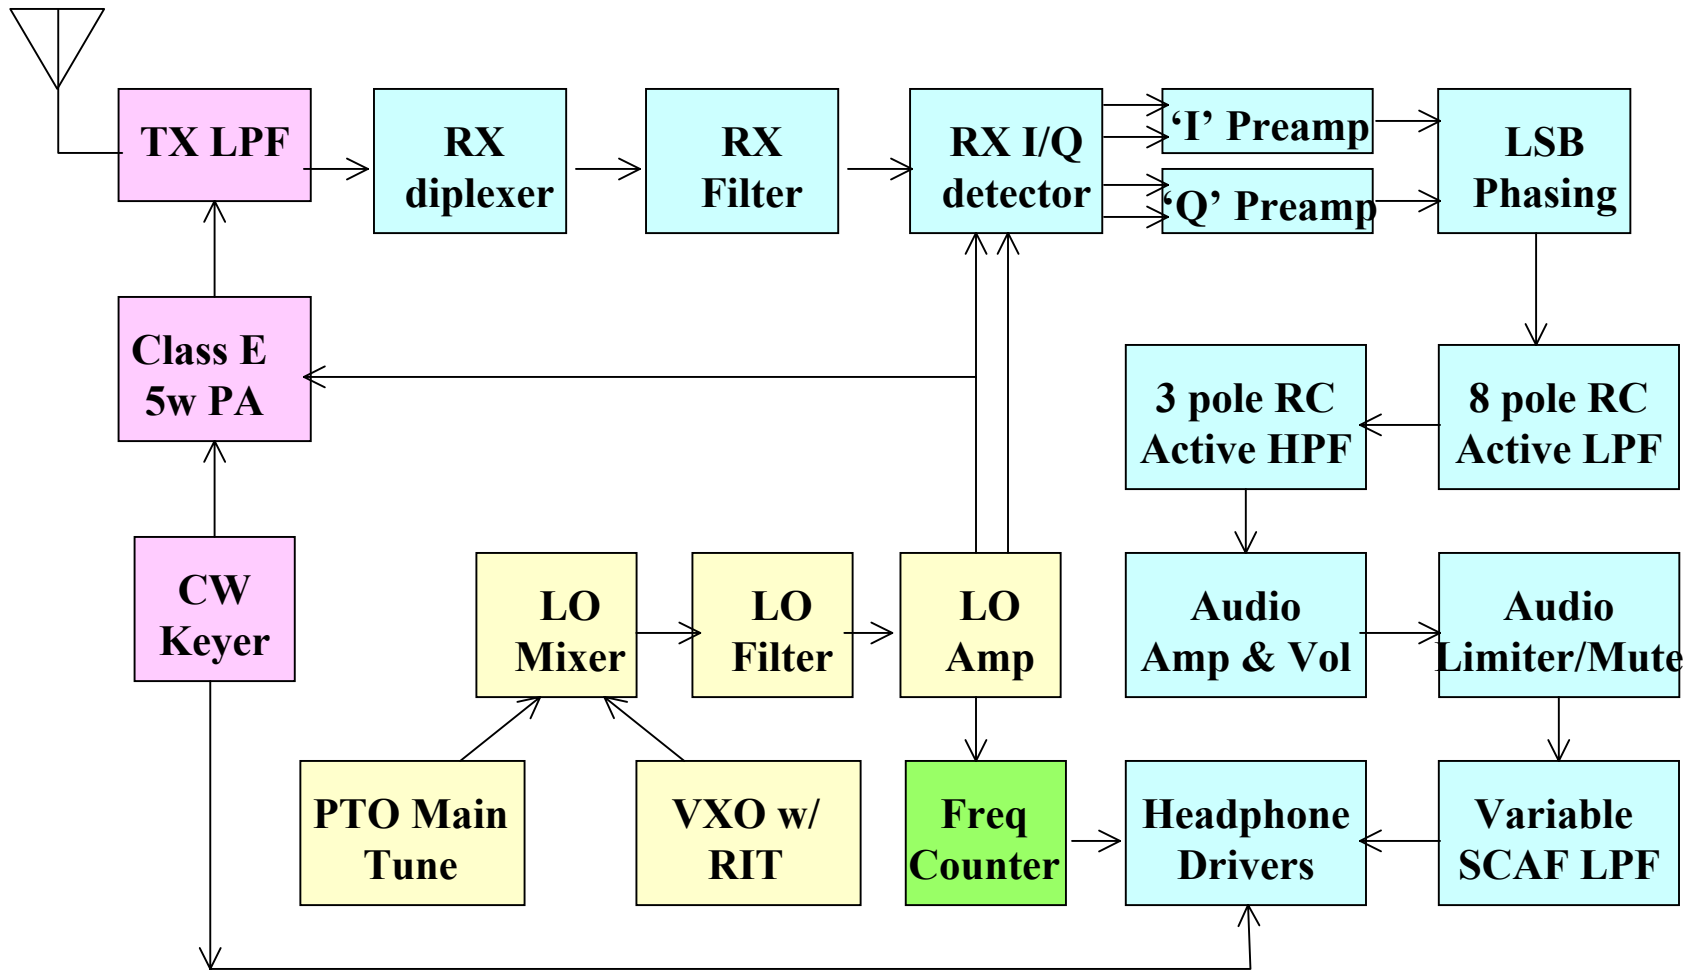 TX LPF
RX
diplexer
RX
Filter
RX I/Q
detector
‘I’ Preamp
‘Q’ Preamp
LSB
Phasing
Class E
5w PA
3 pole RC
Active HPF
8 pole RC
Active LPF
CW
Keyer
LO
Mixer
LO
Filter
LO
Amp
Audio
Amp & Vol
Audio
Limiter/Mute
PTO Main
Tune
VXO w/
RIT
Freq
Counter
Headphone
Drivers
Variable
SCAF LPF